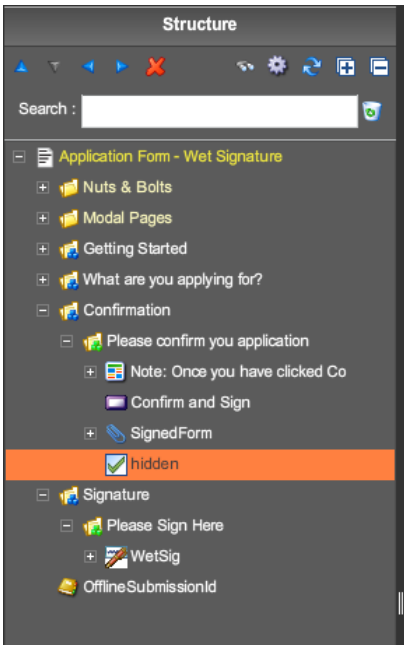 Structure
Search :
Application Form - Wet Signature
Nuts & Bolts
Modal Pages
Getting Started
What are you applying for?
Confirmation
Please confirm you application
Note: Once you have clicked Co
Confirm and Sign
SignedForm
hidden
Signature
Please Sign Here
WetSig
OfflineSubmissionId